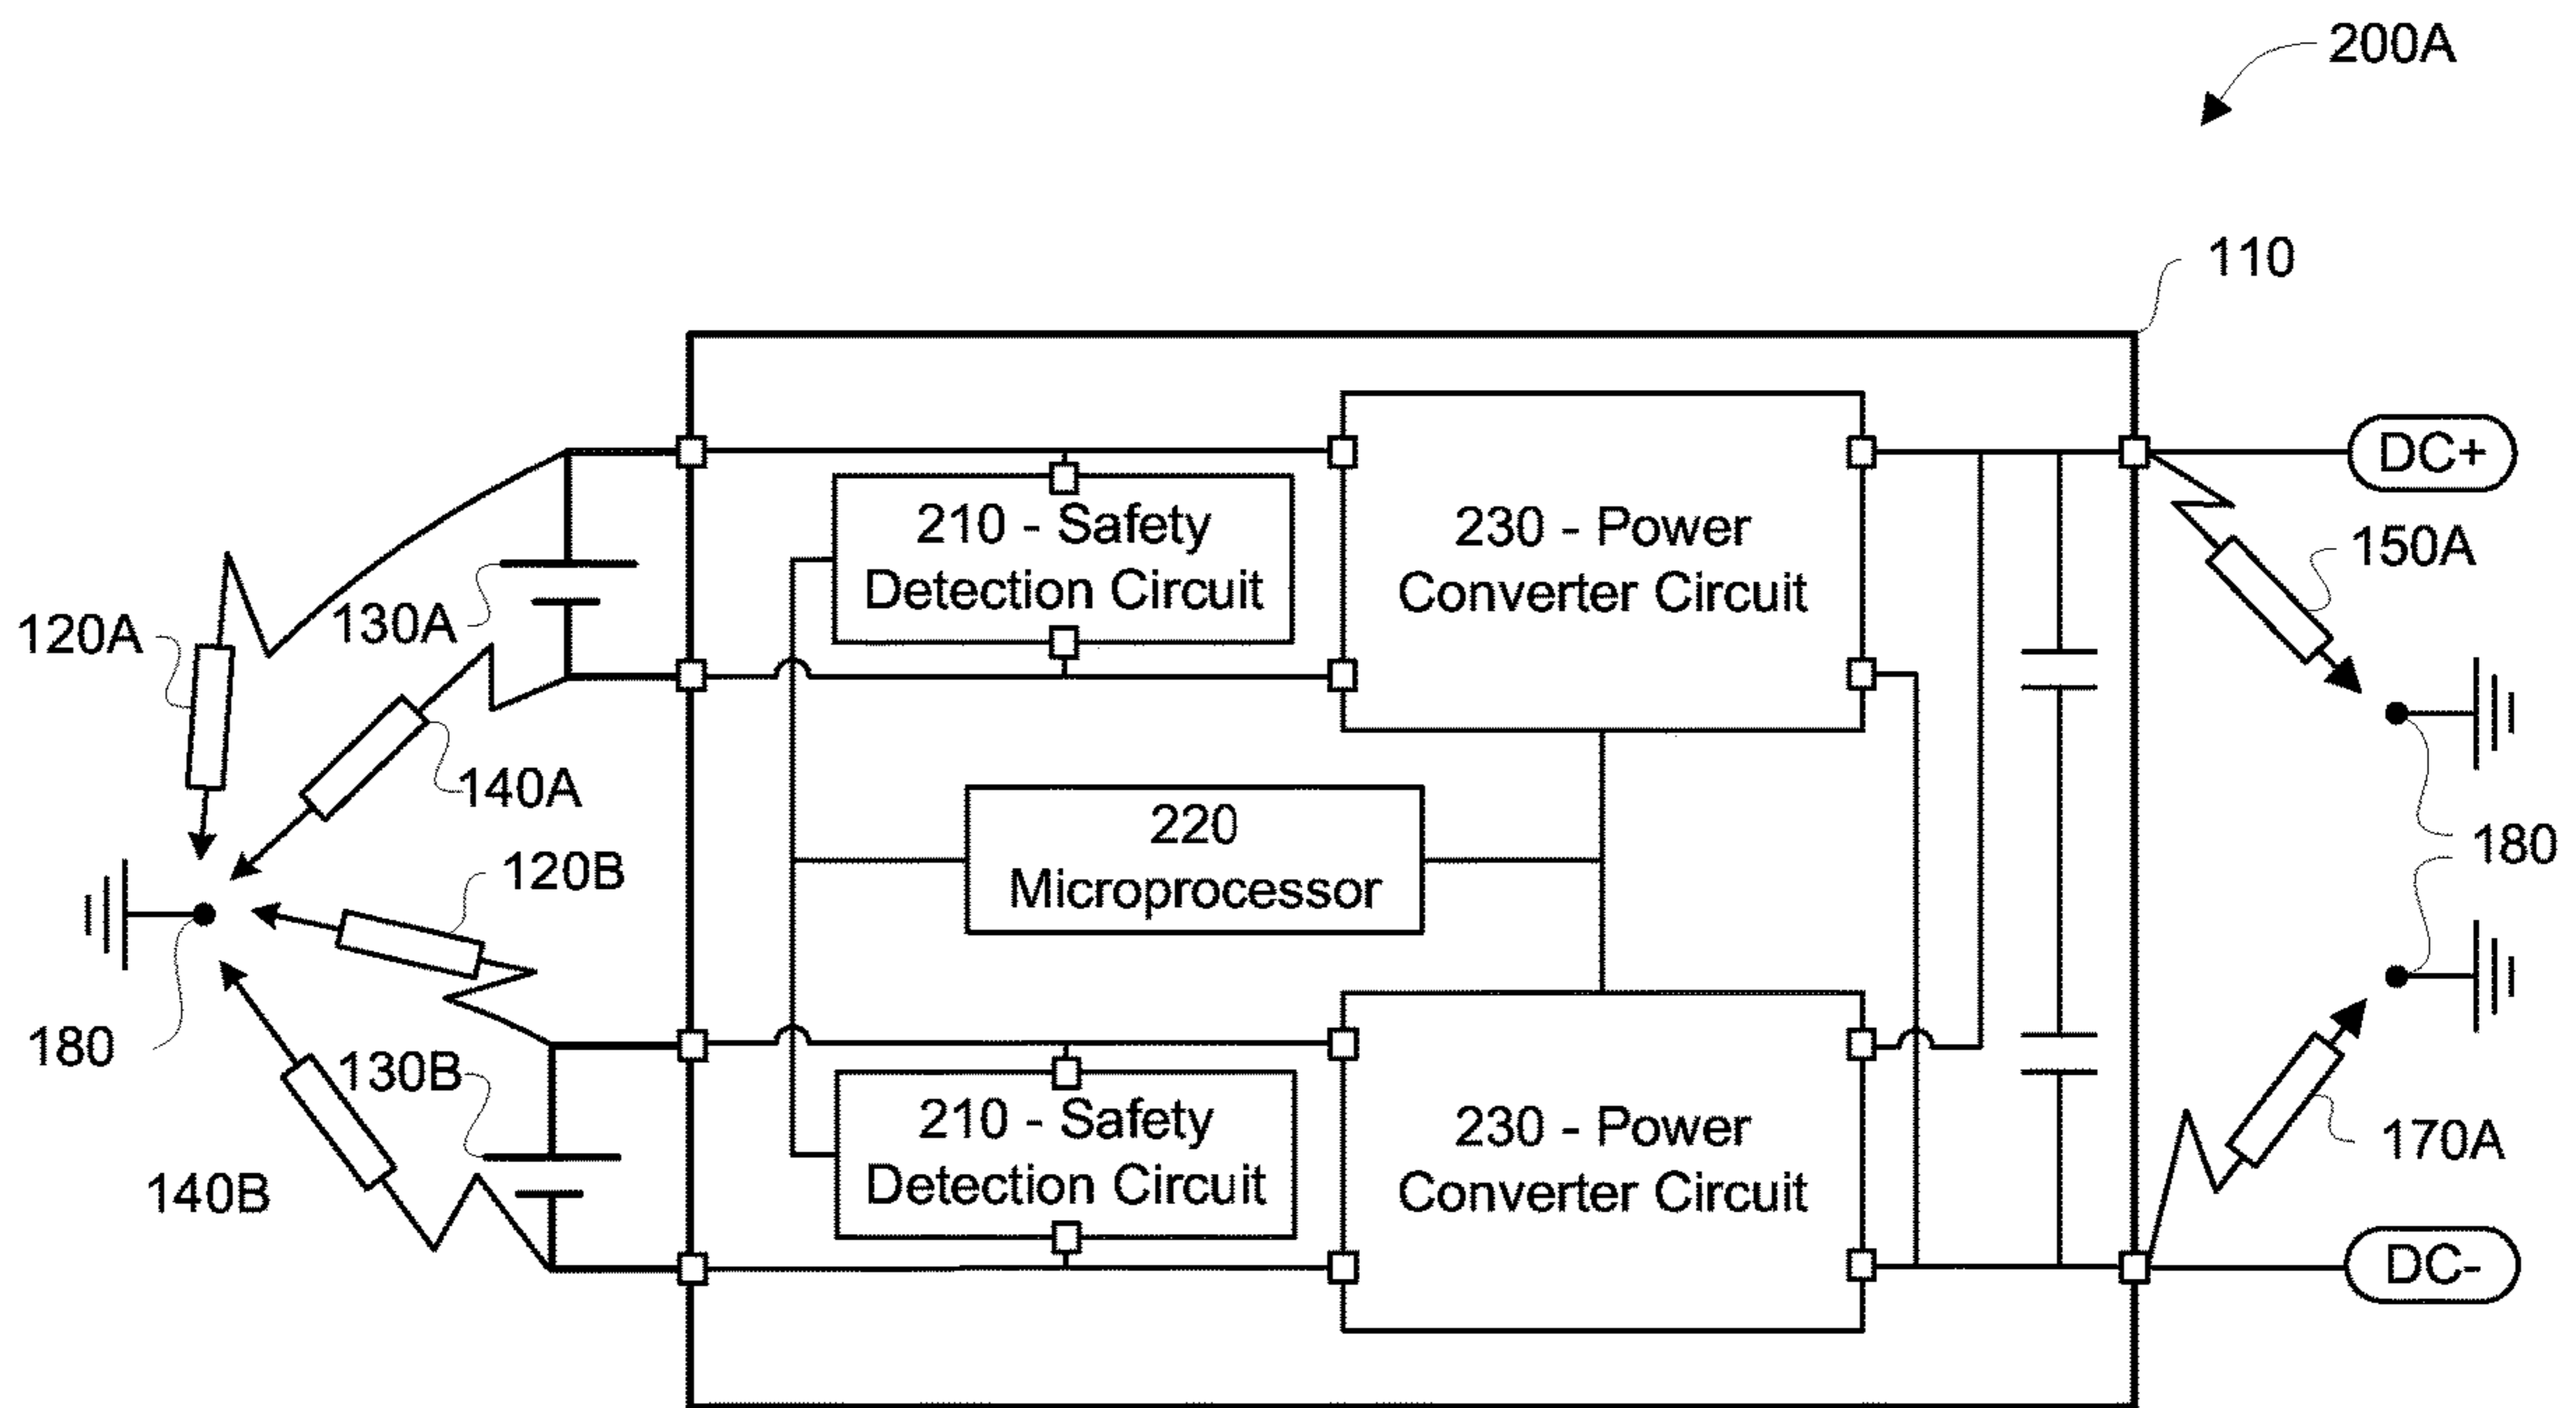 200A
110
DC+
210 - Safety
Detection Circuit
230 - Power
Converter Circuit
150A
130A
120A
140A
220
Microprocessor
180
120B
180
130B
210 - Safety
Detection Circuit
230 - Power
Converter Circuit
170A
140B
DC-